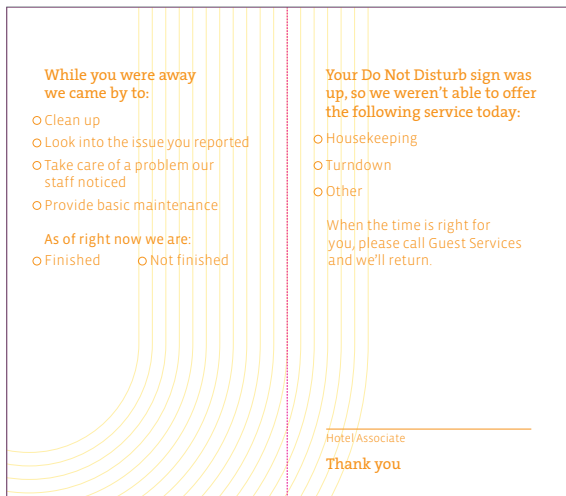 While you were away
we came by to:
Clean up
Look into the issue you reported
Take care of a problem our
staff noticed
Provide basic maintenance
As of right now we are:
Finished
Not finished
Your Do Not Disturb sign was
up, so we weren't able to offer
the following service today:
Housekeeping
Turndown
Other
When the time is right for
you, please call Guest Services
and we'll return.
Hotel Associate
Thank you